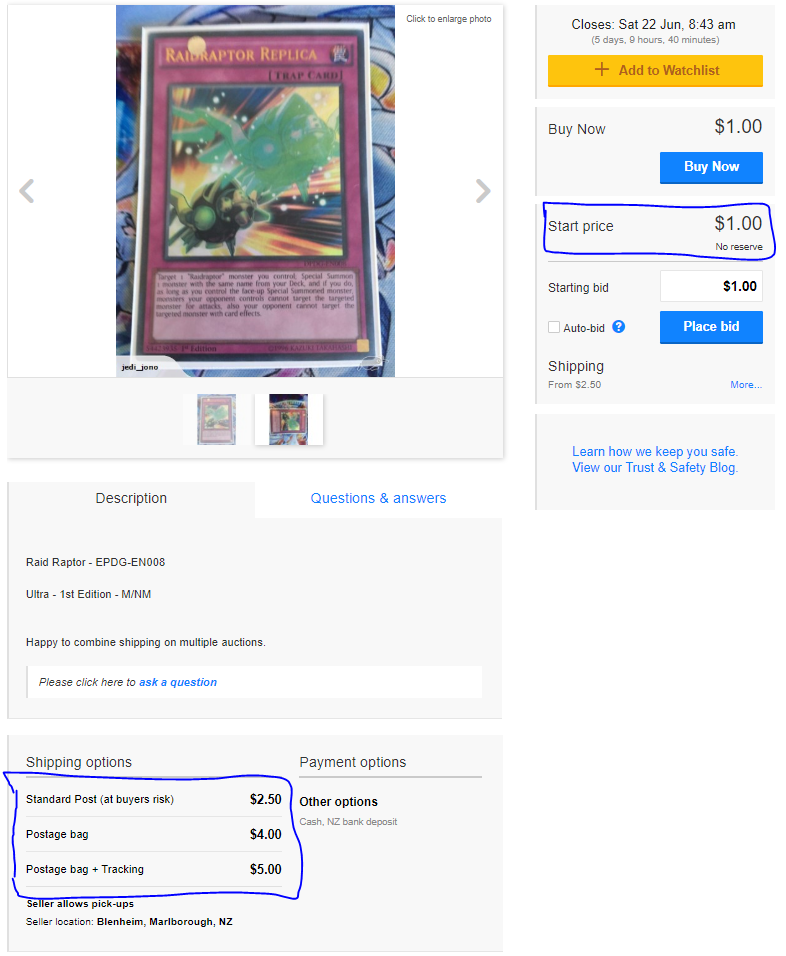 Click to enlarge photo
RAIDRAPTOR REPLICA
[TRAP CARD]
Target 1 "Raidraptor" monster you control; Special Summon
1 monster with the same name from your Deck, and if you do,
as long as you control the face-up Special Summoned monster,
monsters your opponent controls cannot target the targeted
monster for attacks, also your opponent cannot target the
targeted monster with card effects.
1st Edition
jedi_jono
Closes: Sat 22 Jun, 8:43 am
(5 days, 9 hours, 40 minutes)
+ Add to Watchlist
Buy Now $1.00
Buy Now
Start price $1.00
No reserve
Starting bid $1.00
Auto-bid ? Place bid
Shipping
From $2.50 More...
Learn how we keep you safe.
View our Trust & Safety Blog.
Description Questions & answers
Raid Raptor - EPDG-EN008
Ultra - 1st Edition - M/NM
Happy to combine shipping on multiple auctions.
Please click here to ask a question
Shipping options
Standard Post (at buyers risk) $2.50
Postage bag $4.00
Postage bag + Tracking $5.00
Seller allows pick-ups
Seller location: Blenheim, Marlborough, NZ
Payment options
Other options
Cash, NZ bank deposit